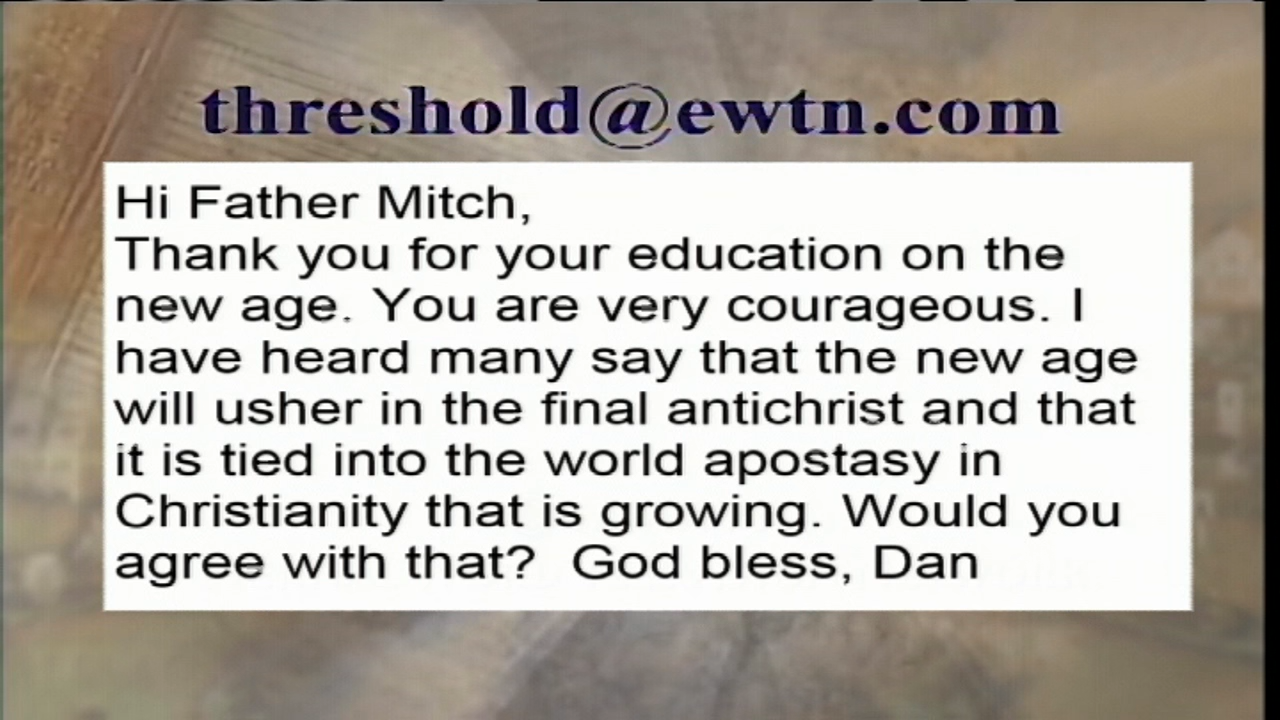 threshold@ewtn.com
Hi Father Mitch,
Thank you for your education on the
new age. You are very courageous. I
have heard many say that the new age
will usher in the final antichrist and that
it is tied into the world apostasy in
Christianity that is growing. Would you
agree with that?  God bless, Dan